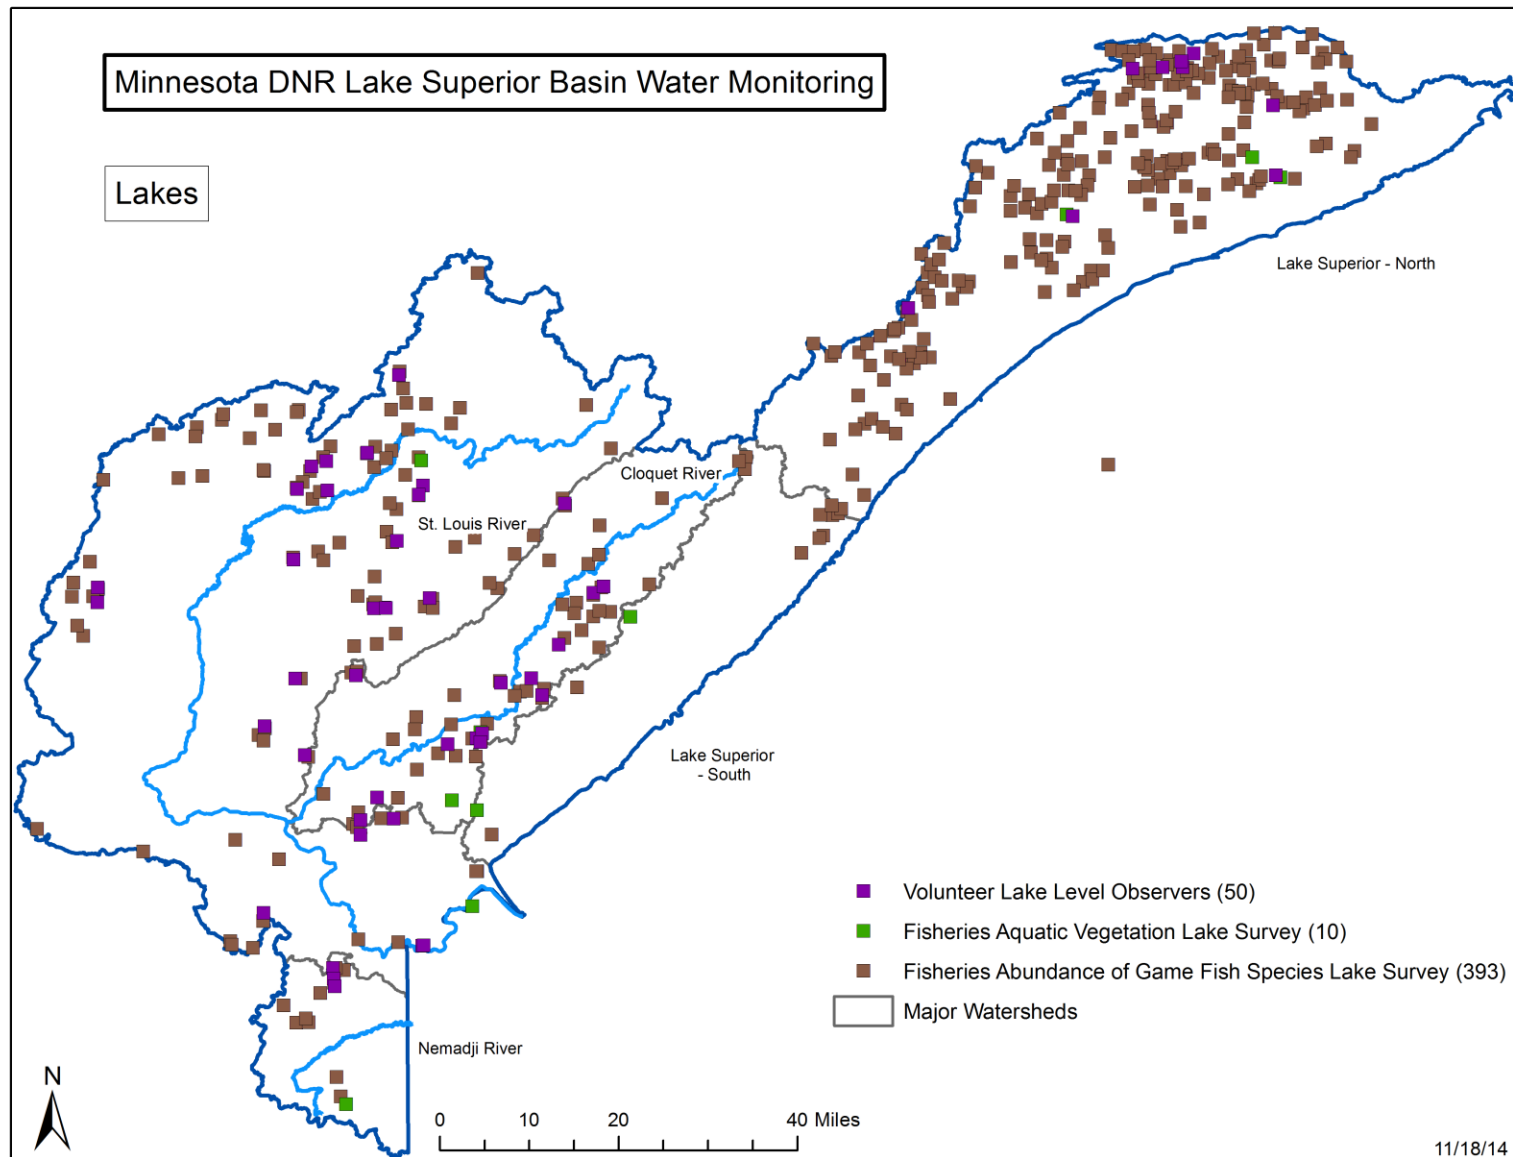 Minnesota DNR Lake Superior Basin Water Monitoring
Lakes
Lake Superior - North
Cloquet River
St. Louis River
Lake Superior
- South
Volunteer Lake Level Observers (50)
Fisheries Aquatic Vegetation Lake Survey (10)
Fisheries Abundance of Game Fish Species Lake Survey (393)
Major Watersheds
Nemadji River
N
0 10 20 40 Miles
11/18/14